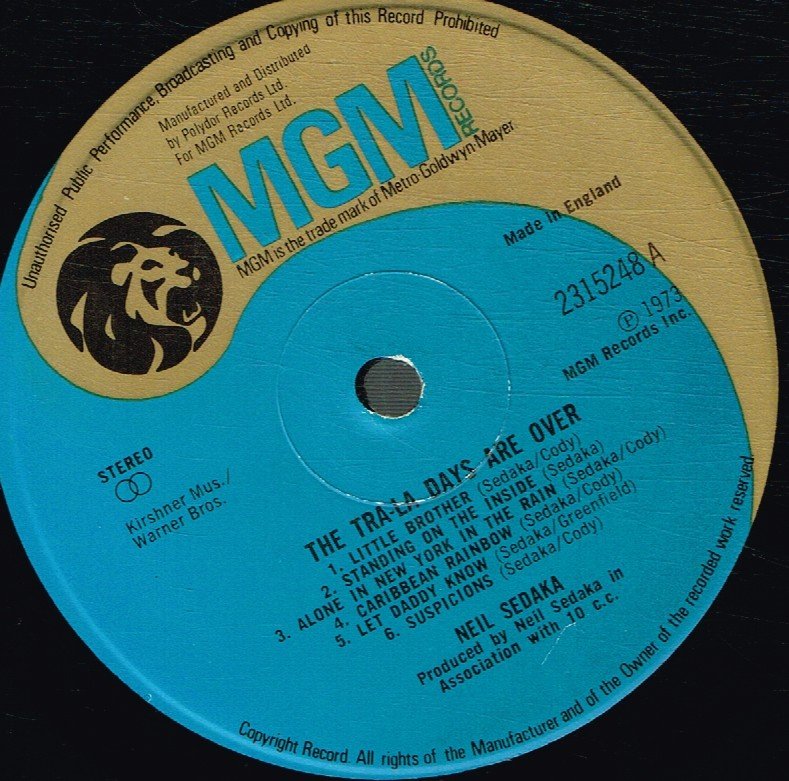 Unauthorised Public Performance, Broadcasting and Copying of this Record Prohibited
Manufactured and Distributed
by Polydor Records Ltd.
For MGM Records Ltd.
MGM
RECORDS
MGM is the trade mark of Metro-Goldwyn-Mayer
Made in England
2315248 A
Ⓟ 1973
MGM Records Inc.
STEREO
Kirshner Mus./
Warner Bros.
THE TRA-LA DAYS ARE OVER
1. LITTLE BROTHER (Sedaka/Cody)
2. STANDING ON THE INSIDE (Sedaka)
3. ALONE IN NEW YORK IN THE RAIN (Sedaka/Cody)
4. CARIBBEAN RAINBOW (Sedaka/Cody)
5. LET DADDY KNOW (Sedaka/Greenfield)
6. SUSPICIONS (Sedaka/Cody)
NEIL SEDAKA
Produced by Neil Sedaka in
Association with 10 c.c.
Copyright Record. All rights of the Manufacturer and of the Owner of the recorded work reserved.